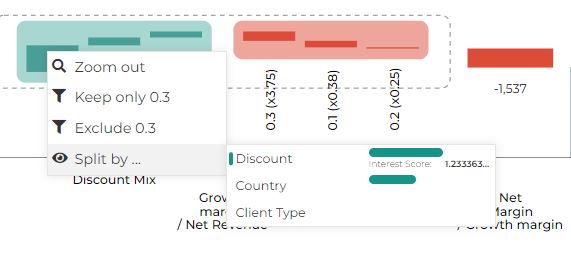 Zoom out
Keep only 0.3
Exclude 0.3
Split by ...
0.3 (x3.75)
0.1 (x0.38)
0.2 (x0.25)
-1,537
Discount
Interest Score: 1.233363...
Country
Client Type
Discount Mix
/ Net Revenue
Net
Margin
/ Growth margin